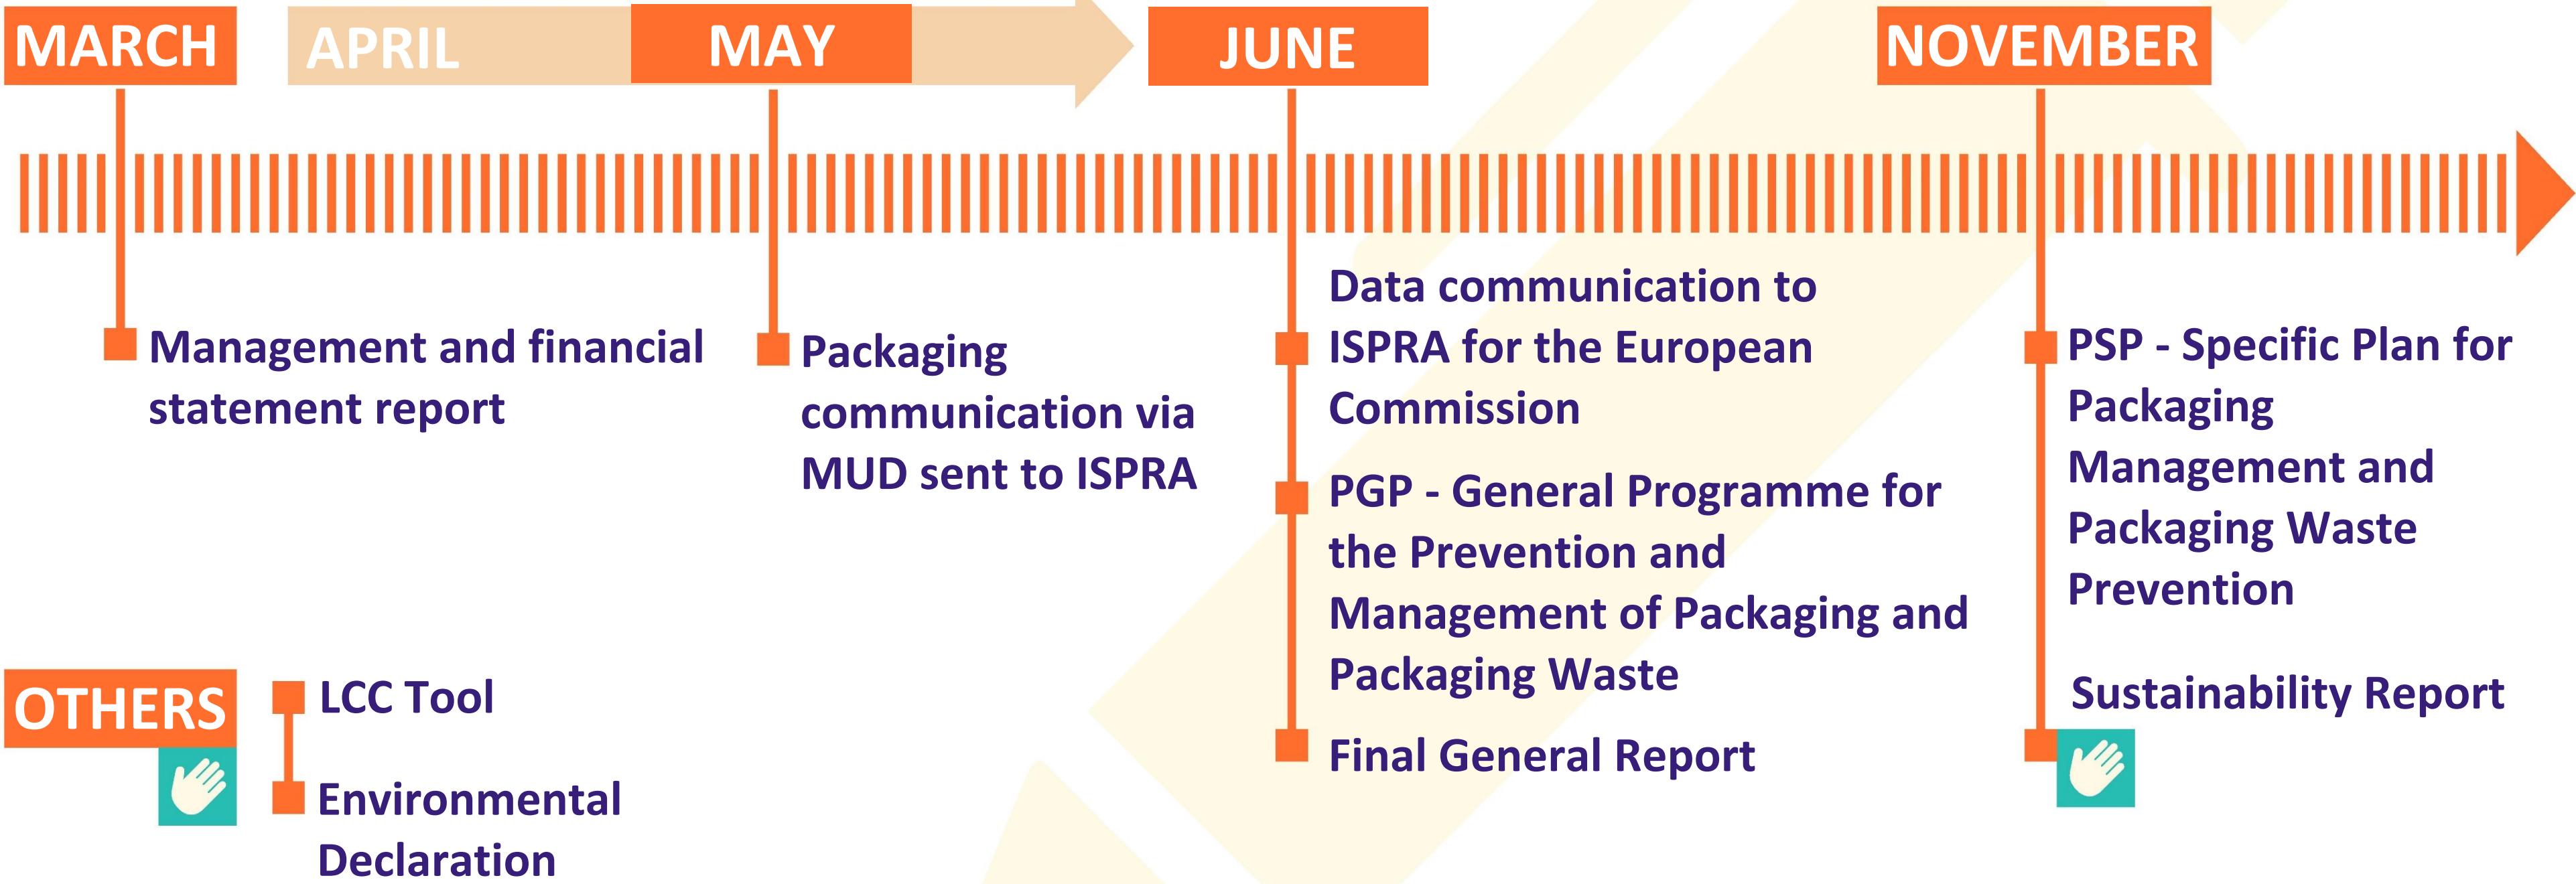 MARCH
APRIL
MAY
JUNE
NOVEMBER
Management and financial
statement report
Packaging
communication via
MUD sent to ISPRA
Data communication to
ISPRA for the European
Commission
PGP - General Programme for
the Prevention and
Management of Packaging and
Packaging Waste
Final General Report
PSP - Specific Plan for
Packaging
Management and
Packaging Waste
Prevention
Sustainability Report
OTHERS
LCC Tool
Environmental
Declaration